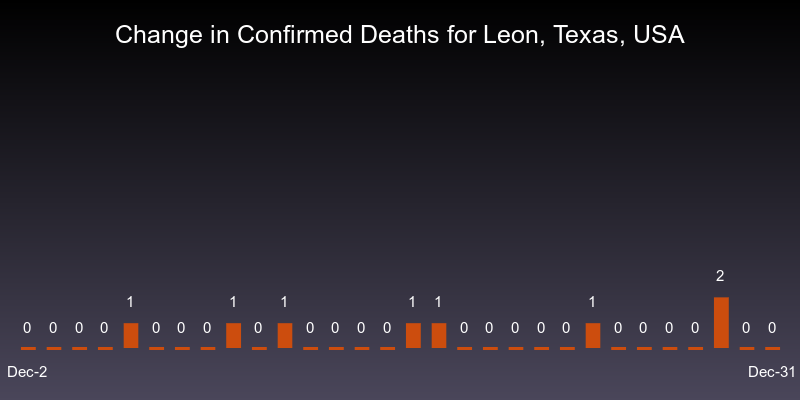 Change in Confirmed Deaths for Leon, Texas, USA
2
1 1 1 1 1 1
0 0 0 0 0 0 0 0 0 0 0 0 0 0 0 0 0 0 0 0 0 0 0
Dec-2 Dec-31